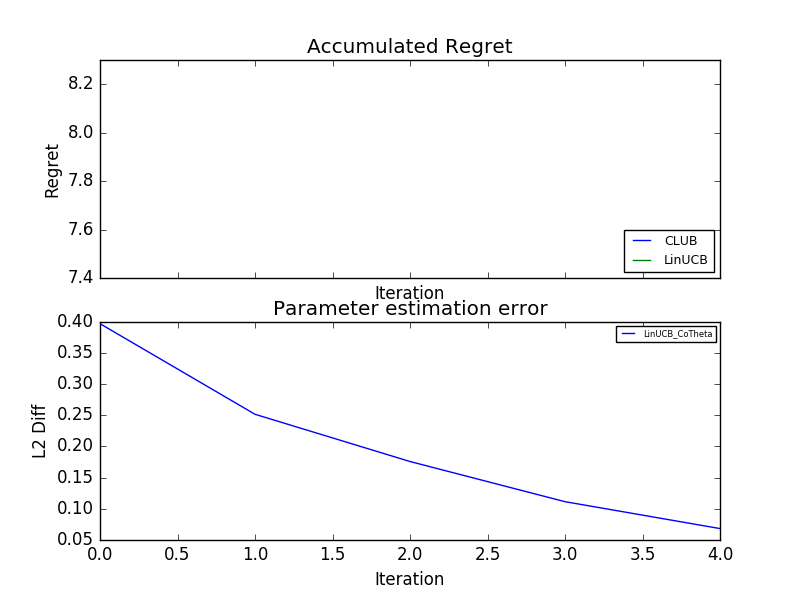 Accumulated Regret
8.2
8.0
7.8
7.6
7.4
Regret
CLUB
LinUCB
Iteration
Parameter estimation error
0.40
0.35
0.30
0.25
0.20
0.15
0.10
0.05
L2 Diff
LinUCB_CoTheta
0.0 0.5 1.0 1.5 2.0 2.5 3.0 3.5 4.0
Iteration